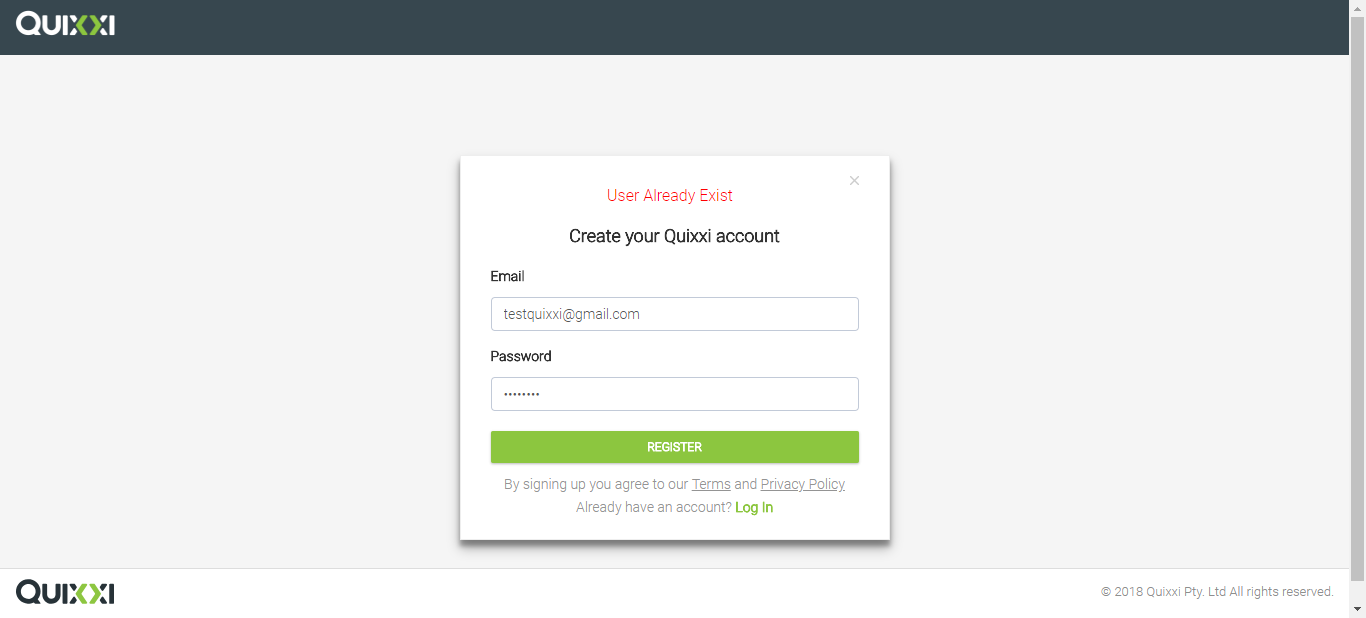 QUIXXI
User Already Exist
Create your Quixxi account
Email
testquixxi@gmail.com
Password
••••••••
REGISTER
By signing up you agree to our Terms and Privacy Policy
Already have an account? Log In
QUIXXI
© 2018 Quixxi Pty. Ltd All rights reserved.